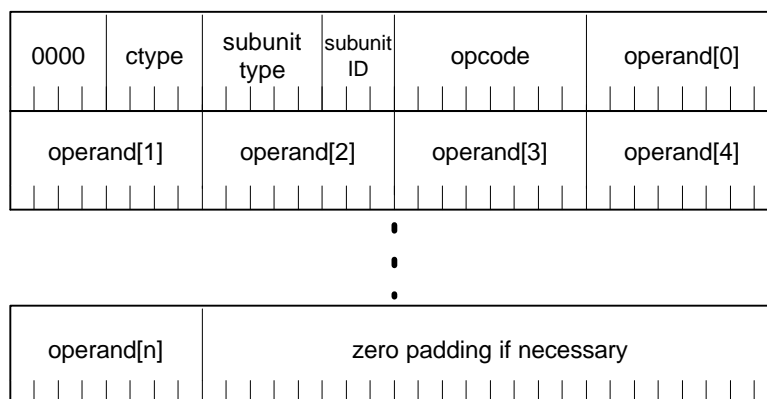 0000 ctype subunit type subunit ID opcode operand[0]
operand[1] operand[2] operand[3] operand[4]
operand[n] zero padding if necessary